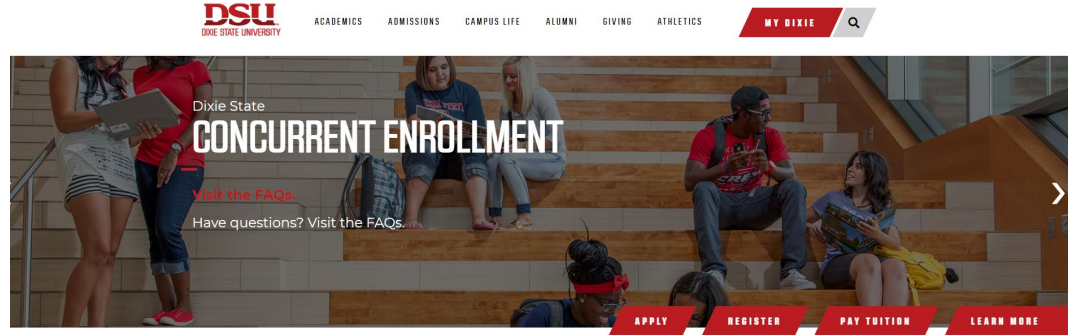 DSU
DIXIE STATE UNIVERSITY
ACADEMICS ADMISSIONS CAMPUS LIFE ALUMNI GIVING ATHLETICS MY DIXIE
Dixie State
CONCURRENT ENROLLMENT
Visit the FAQs.
Have questions? Visit the FAQs.
APPLY REGISTER PAY TUITION LEARN MORE